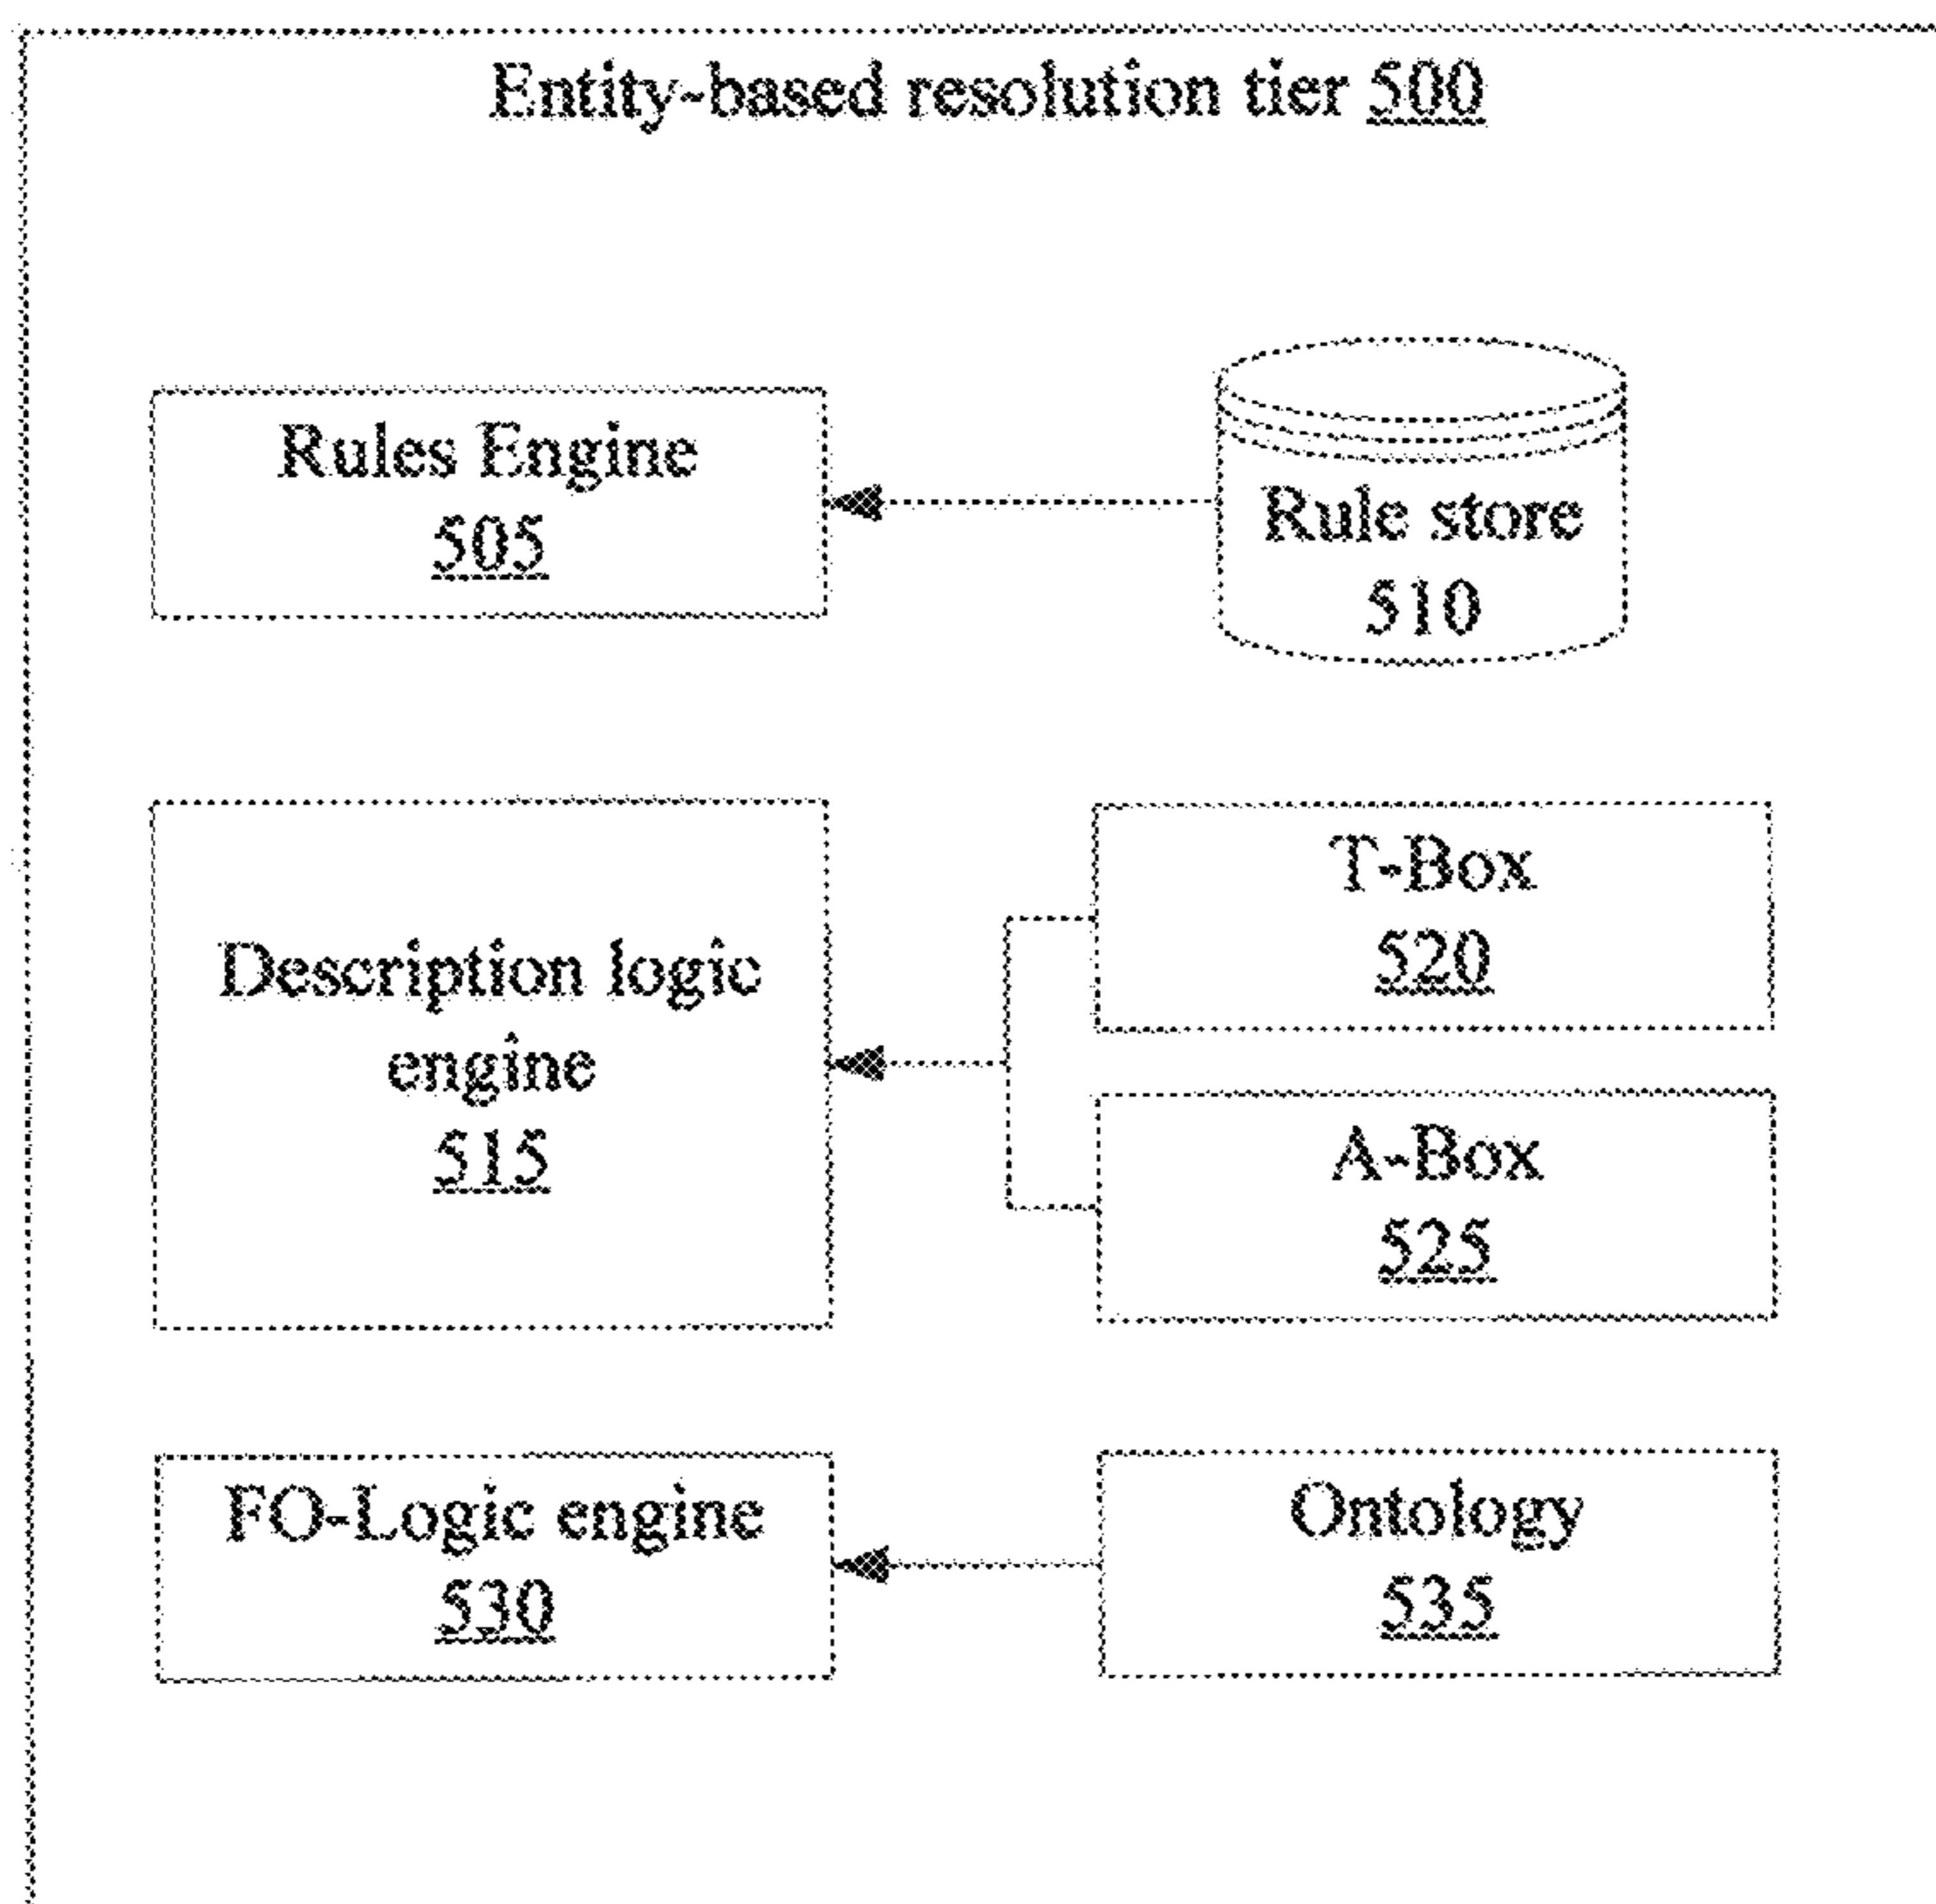 Entity-based resolution tier 500
Rules Engine
505
Rule store
510
Description logic
engine
515
T-Box
520
A-Box
525
FO-Logic engine
530
Ontology
535